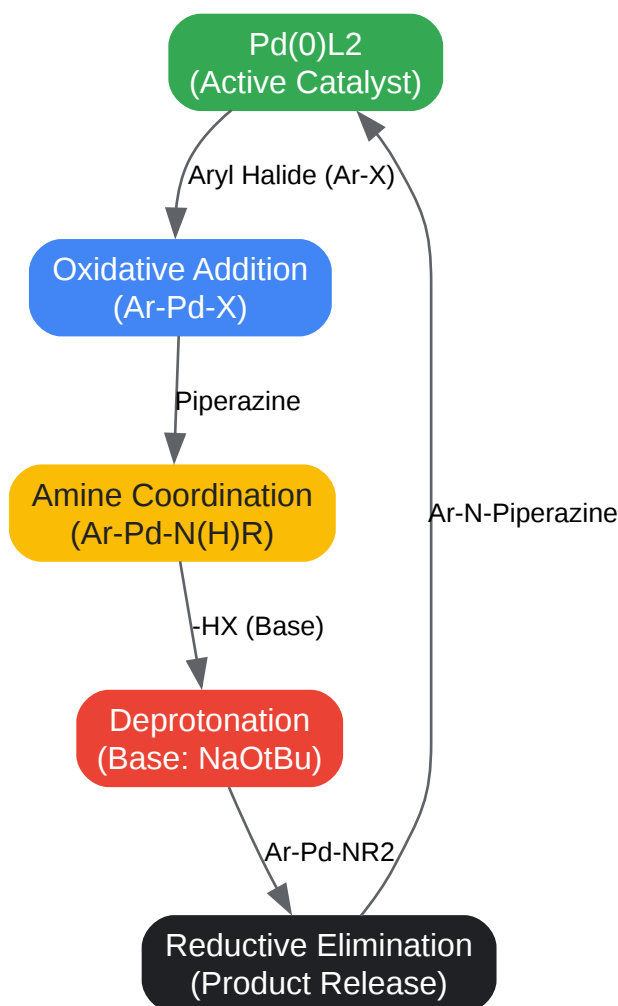 Pd(0)L2
(Active Catalyst)
Aryl Halide (Ar-X)
Oxidative Addition
(Ar-Pd-X)
Piperazine
Amine Coordination
(Ar-Pd-N(H)R)
Ar-N-Piperazine
-HX (Base)
Deprotonation
(Base: NaOtBu)
Ar-Pd-NR2
Reductive Elimination
(Product Release)